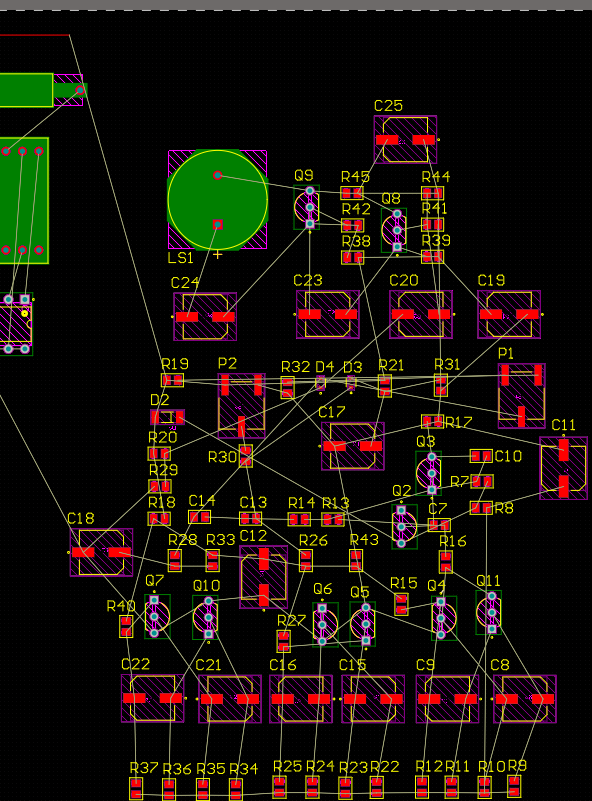 C25
Q9 R45 R44
R42 Q8 R41
R38 R39
LS1 +
C24 C23 C20 C19
R19 P2 R32 D4 D3 R21 R31 P1
D2 C17 R17 C11
R20 R30 Q3 C10
R29 R7
R18 C14 C13 R14 R13 Q2 C7 R8
C18 R28 R33 C12 R26 R43 R16
R40 Q7 Q10 R27 Q6 Q5 R15 Q4 Q11
C22 C21 C16 C15 C9 C8
R37 R36 R35 R34 R25 R24 R23 R22 R12 R11 R10 R9